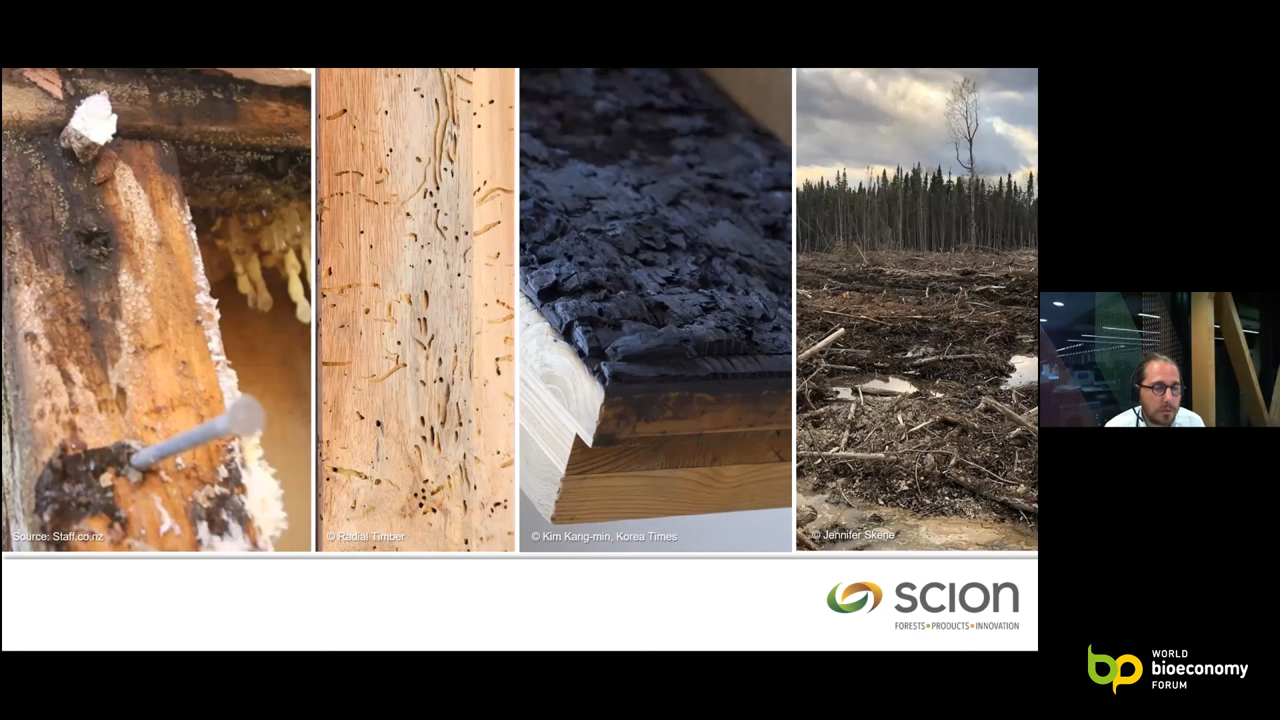 Source: Staff.co.nz
© Radial Timber
© Kim Kang-min, Korea Times
© Jennifer Skene
SCION
FORESTS • PRODUCTS • INNOVATION
WORLD
bioeconomy
FORUM